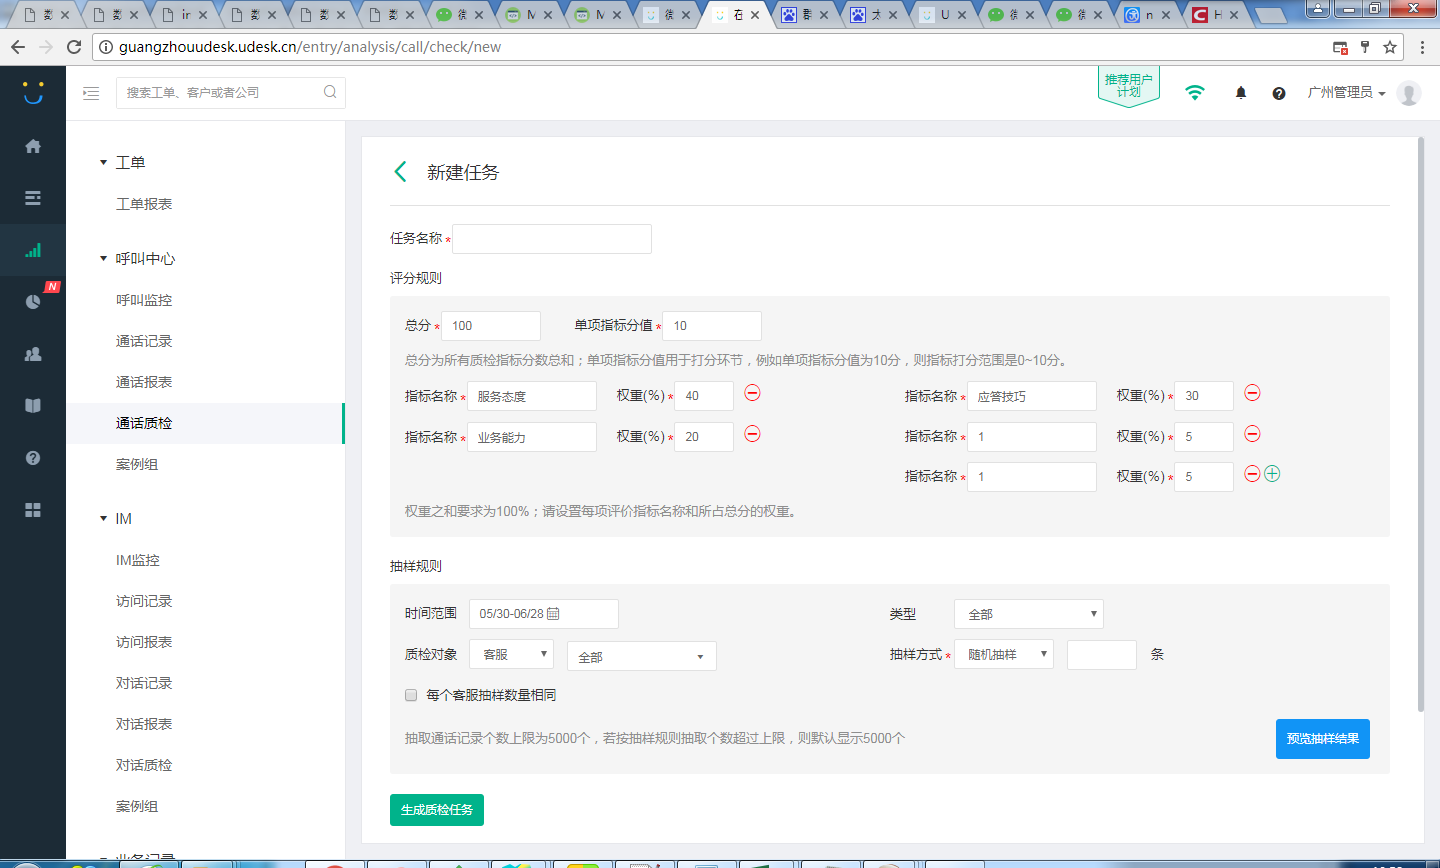 guangzhouudesk.udesk.cn/entry/analysis/call/check/new
搜索工单、客户或者公司
推荐用户
计划
广州管理员
N
工单
工单报表
呼叫中心
呼叫监控
通话记录
通话报表
通话质检
案例组
IM
IM监控
访问记录
访问报表
对话记录
对话报表
对话质检
案例组
业务记录
新建任务
任务名称 *
评分规则
总分 * 100 单项指标分值 * 10
总分为所有质检指标分数总和；单项指标分值用于打分环节，例如单项指标分值为10分，则指标打分范围是0~10分。
指标名称 * 服务态度 权重(%) * 40 指标名称 * 应答技巧 权重(%) * 30
指标名称 * 业务能力 权重(%) * 20 指标名称 * 1 权重(%) * 5
指标名称 * 1 权重(%) * 5
权重之和要求为100%；请设置每项评价指标名称和所占总分的权重。
抽样规则
时间范围 05/30-06/28 类型 全部
质检对象 客服 全部 抽样方式 * 随机抽样 条
每个客服抽样数量相同
抽取通话记录个数上限为5000个，若按抽样规则抽取个数超过上限，则默认显示5000个
预览抽样结果
生成质检任务